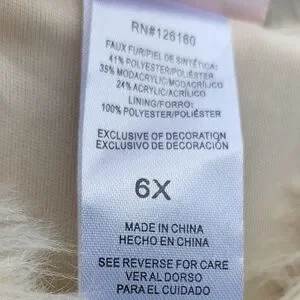 RN#126160
FAUX FUR/PIEL DE SINTÉTICA:
41% POLYESTER/POLIÉSTER
35% MODACRYLIC/MODACRÍLICO
24% ACRYLIC/ACRÍLICO
LINING/FORRO:
100% POLYESTER/POLIÉSTER
EXCLUSIVE OF DECORATION
EXCLUSIVO DE DECORACIÓN
6X
MADE IN CHINA
HECHO EN CHINA
SEE REVERSE FOR CARE
VER AL DORSO
PARA EL CUIDADO